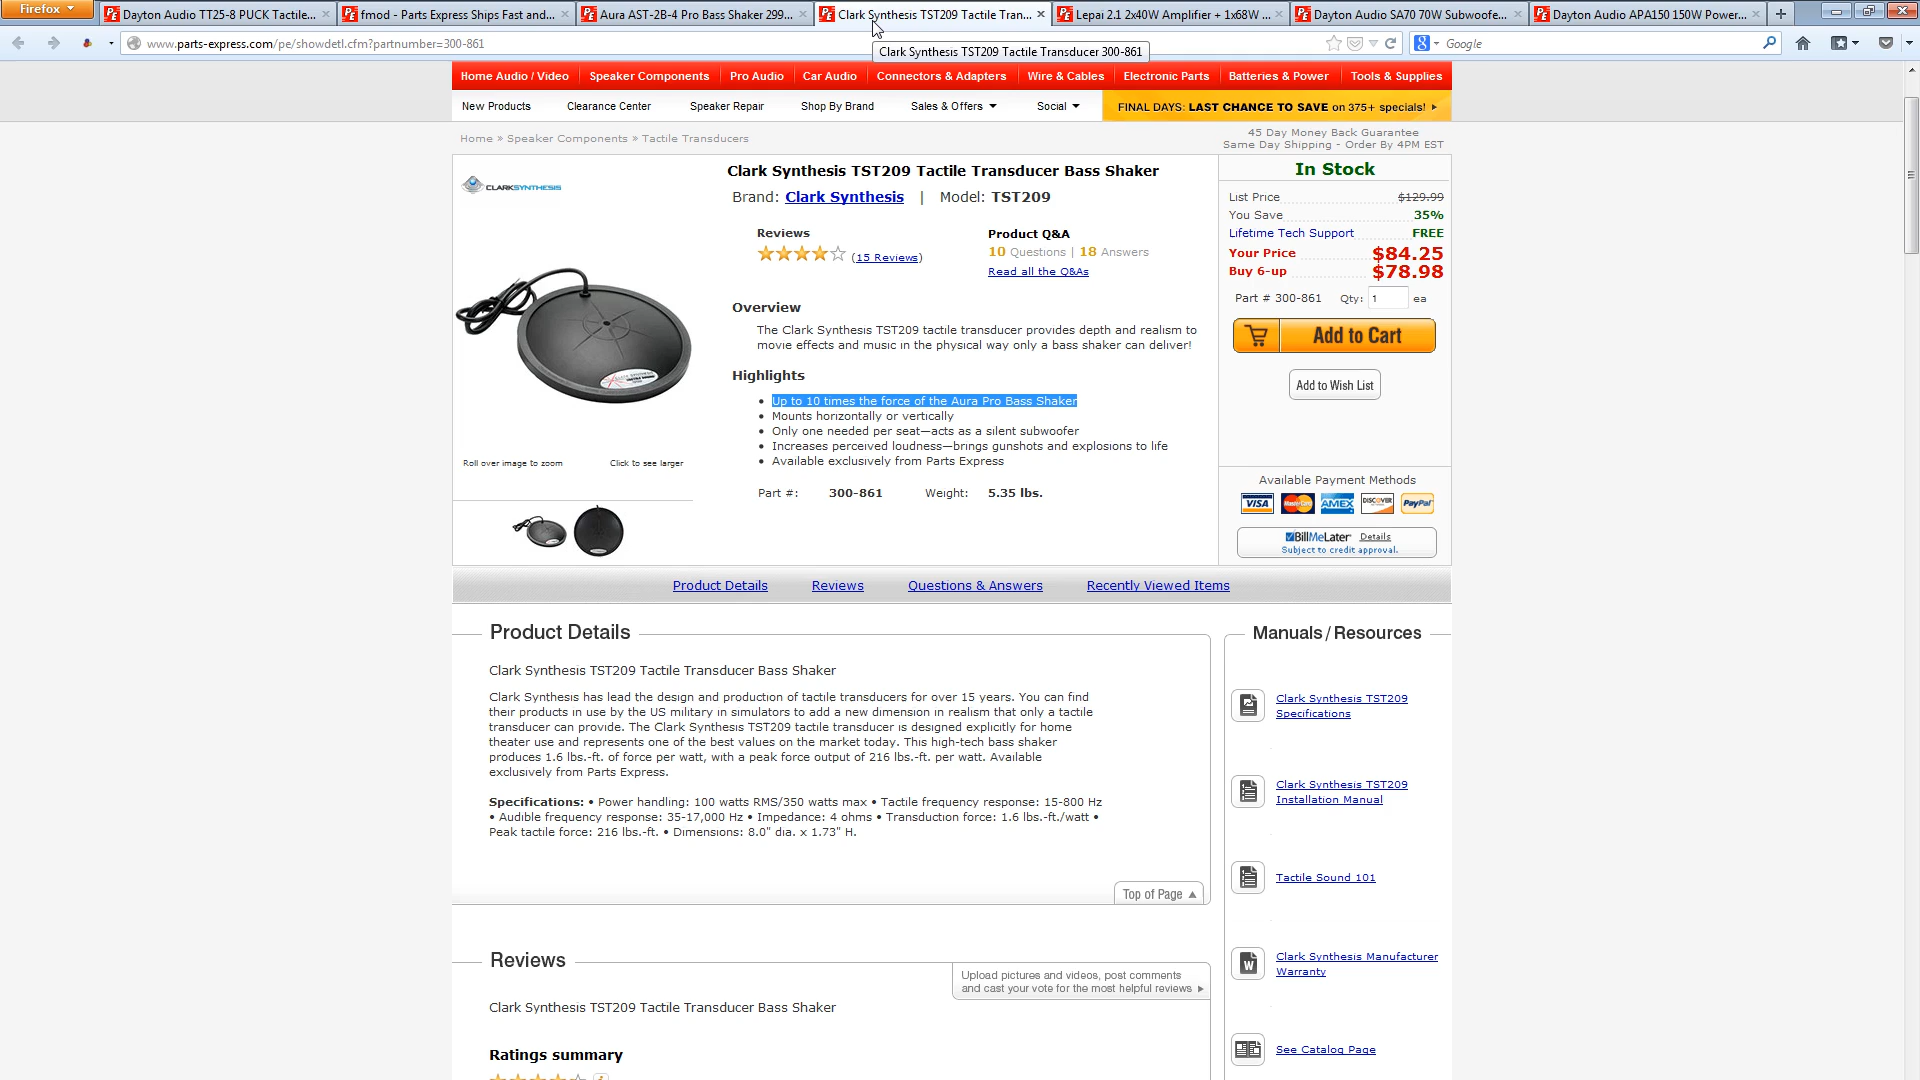 Firefox
Dayton Audio TT25-8 PUCK Tactile...
fmod - Parts Express Ships Fast and...
Aura AST-2B-4 Pro Bass Shaker 299...
Clark Synthesis TST209 Tactile Tran...
Lepai 2.1 2x40W Amplifier + 1x68W ...
Dayton Audio SA70 70W Subwoofe...
Dayton Audio APA150 150W Power...
www.parts-express.com/pe/showdetl.cfm?partnumber=300-861
Google
Clark Synthesis TST209 Tactile Transducer 300-861
Home Audio / Video
Speaker Components
Pro Audio
Car Audio
Connectors & Adapters
Wire & Cables
Electronic Parts
Batteries & Power
Tools & Supplies
New Products
Clearance Center
Speaker Repair
Shop By Brand
Sales & Offers
Social
FINAL DAYS: LAST CHANCE TO SAVE on 375+ specials!
Home » Speaker Components » Tactile Transducers
45 Day Money Back Guarantee
Same Day Shipping - Order By 4PM EST
CLARKSYNTHESIS
Clark Synthesis TST209 Tactile Transducer Bass Shaker
Brand: Clark Synthesis | Model: TST209
Reviews
(15 Reviews)
Product Q&A
10 Questions | 18 Answers
Read all the Q&As
Overview
The Clark Synthesis TST209 tactile transducer provides depth and realism to
movie effects and music in the physical way only a bass shaker can deliver!
Highlights
• Up to 10 times the force of the Aura Pro Bass Shaker
• Mounts horizontally or vertically
• Only one needed per seat—acts as a silent subwoofer
• Increases perceived loudness—brings gunshots and explosions to life
• Available exclusively from Parts Express
Part #: 300-861 Weight: 5.35 lbs.
Roll over image to zoom
Click to see larger
In Stock
List Price $129.99
You Save 35%
Lifetime Tech Support FREE
Your Price $84.25
Buy 6-up $78.98
Part # 300-861 Qty: 1 ea
Add to Cart
Add to Wish List
Available Payment Methods
VISA
MasterCard
AMEX
DISCOVER
PayPal
BillMeLater Details
Subject to credit approval.
Product Details
Reviews
Questions & Answers
Recently Viewed Items
Product Details
Clark Synthesis TST209 Tactile Transducer Bass Shaker
Clark Synthesis has lead the design and production of tactile transducers for over 15 years. You can find
their products in use by the US military in simulators to add a new dimension in realism that only a tactile
transducer can provide. The Clark Synthesis TST209 tactile transducer is designed explicitly for home
theater use and represents one of the best values on the market today. This high-tech bass shaker
produces 1.6 lbs.-ft. of force per watt, with a peak force output of 216 lbs.-ft. per watt. Available
exclusively from Parts Express.
Specifications: • Power handling: 100 watts RMS/350 watts max • Tactile frequency response: 15-800 Hz
• Audible frequency response: 35-17,000 Hz • Impedance: 4 ohms • Transduction force: 1.6 lbs.-ft./watt •
Peak tactile force: 216 lbs.-ft. • Dimensions: 8.0" dia. x 1.73" H.
Top of Page
Manuals/Resources
Clark Synthesis TST209
Specifications
Clark Synthesis TST209
Installation Manual
Tactile Sound 101
Clark Synthesis Manufacturer
Warranty
See Catalog Page
Reviews
Upload pictures and videos, post comments
and cast your vote for the most helpful reviews
Clark Synthesis TST209 Tactile Transducer Bass Shaker
Ratings summary